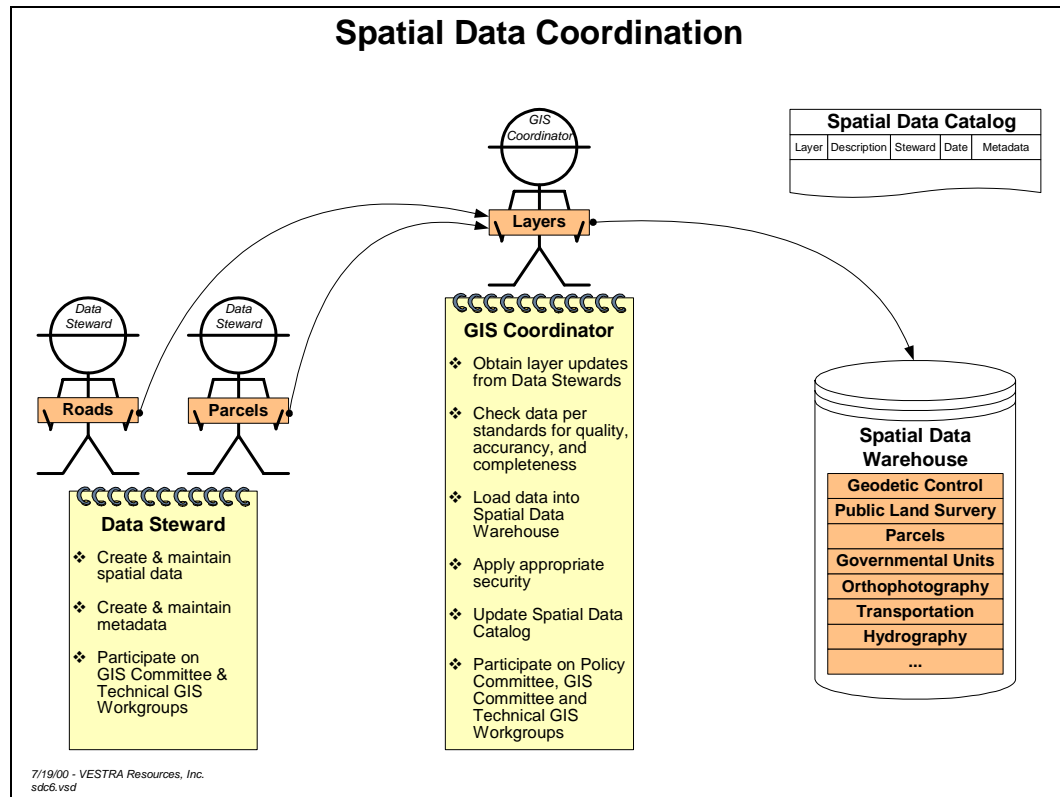 Spatial Data Coordination
GIS
Coordinator
Layers
Spatial Data Catalog
Layer Description Steward Date Metadata
Data
Steward
Roads
Data
Steward
Parcels
Data Steward
❖ Create & maintain
spatial data
❖ Create & maintain
metadata
❖ Participate on
GIS Committee &
Technical GIS
Workgroups
GIS Coordinator
❖ Obtain layer updates
from Data Stewards
❖ Check data per
standards for quality,
accurancy, and
completeness
❖ Load data into
Spatial Data
Warehouse
❖ Apply appropriate
security
❖ Update Spatial Data
Catalog
❖ Participate on Policy
Committee, GIS
Committee and
Technical GIS
Workgroups
Spatial Data
Warehouse
Geodetic Control
Public Land Survery
Parcels
Governmental Units
Orthophotography
Transportation
Hydrography
...
7/19/00 - VESTRA Resources, Inc.
sdc6.vsd